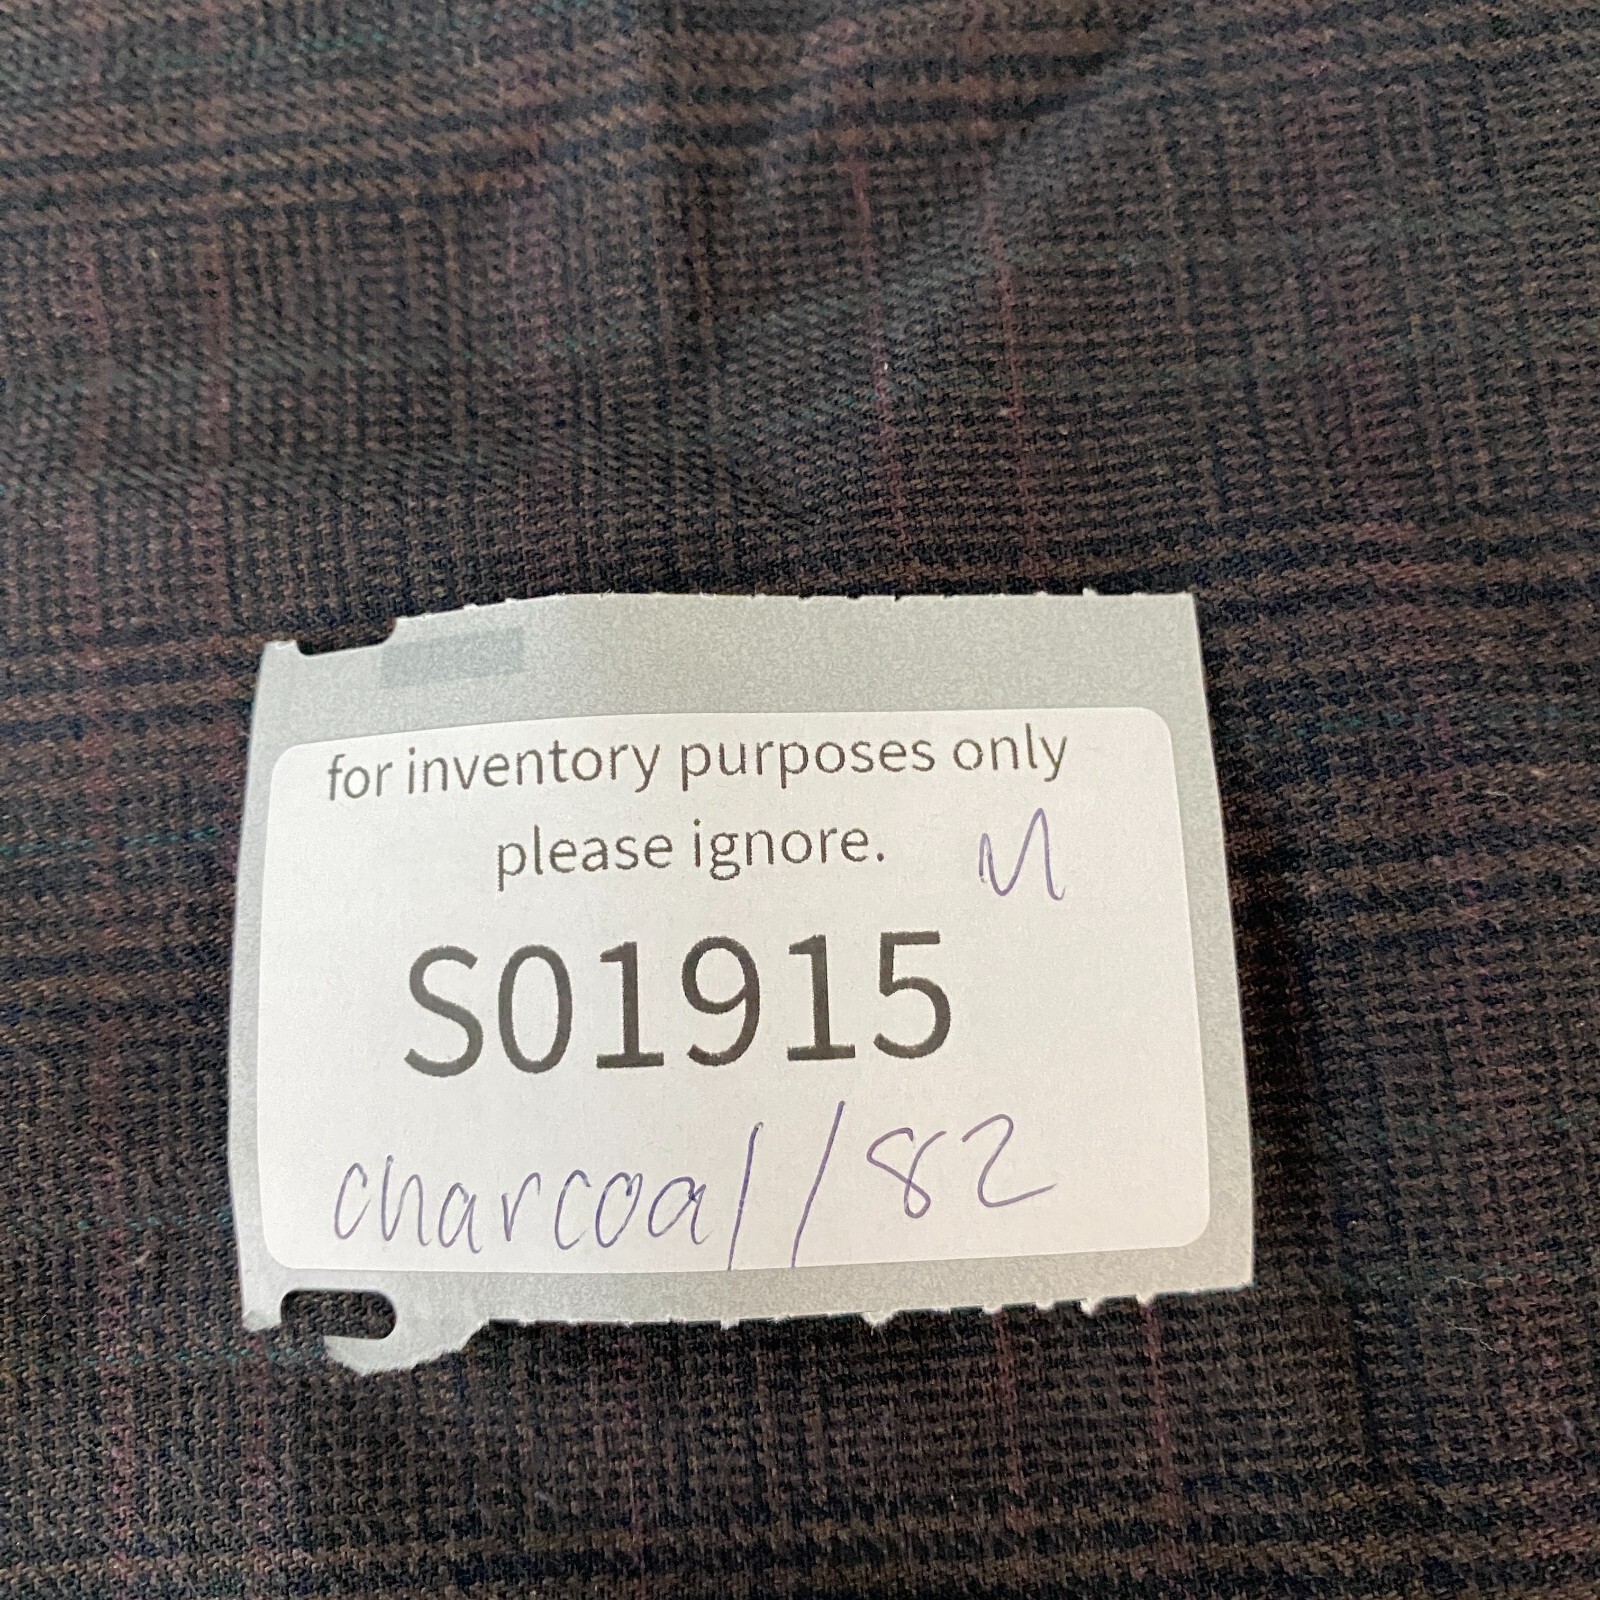 for inventory purposes only
please ignore. M
S01915
charcoal / 82